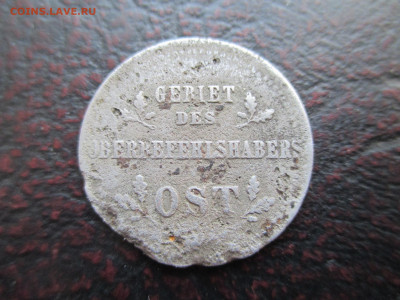 COINS.LAVE.RU
GEBIET
DES
OBERBEFEHLSHABERS
OST